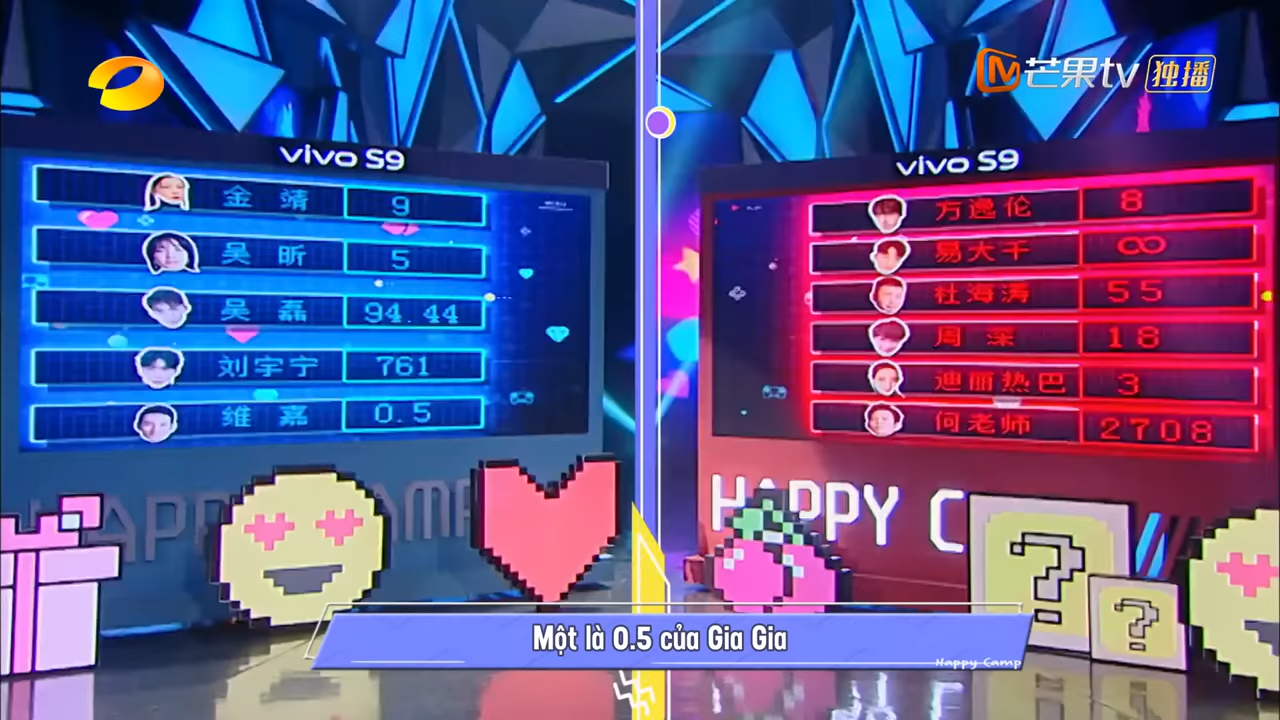 芒果tv 独播
vivo S9
金靖 9
吴昕 5
吴磊 94.44
刘宇宁 761
维嘉 0.5
HAPPY CAMP
vivo S9
方逸伦 8
易大千 ∞
杜海涛 55
周深 18
迪丽热巴 3
何老师 2708
HAPPY C
? ?
Một là 0.5 của Gia Gia
Happy Camp